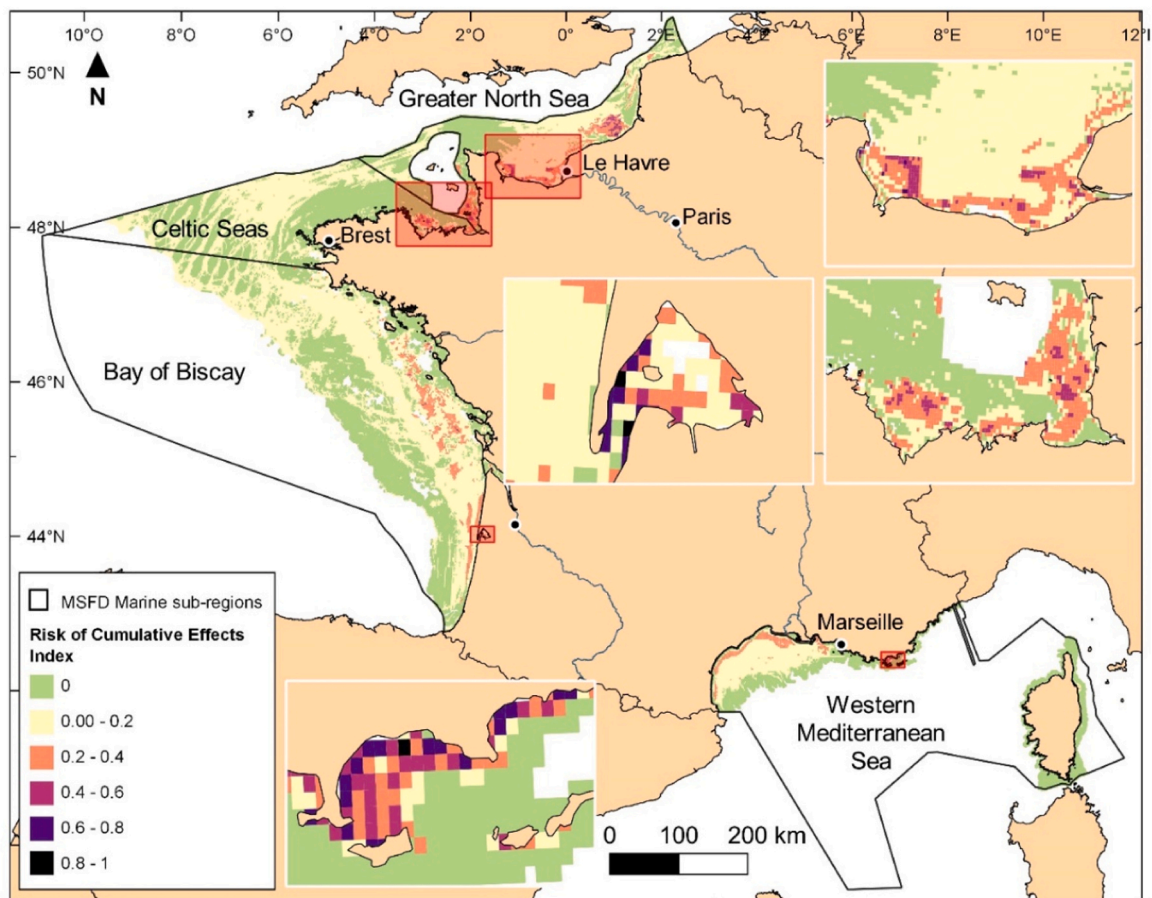 10°O 8°O 6°O 4°O 2°O 0° 2°E 4°E 6°E 8°E 10°E 12°
50°N
N
Greater North Sea
Le Havre
48°N
Celtic Seas
Brest
Paris
Bay of Biscay
46°N
44°N
MSFD Marine sub-regions
Risk of Cumulative Effects
Index
0
0.00 - 0.2
0.2 - 0.4
0.4 - 0.6
0.6 - 0.8
0.8 - 1
Marseille
Western
Mediterranean
Sea
0 100 200 km